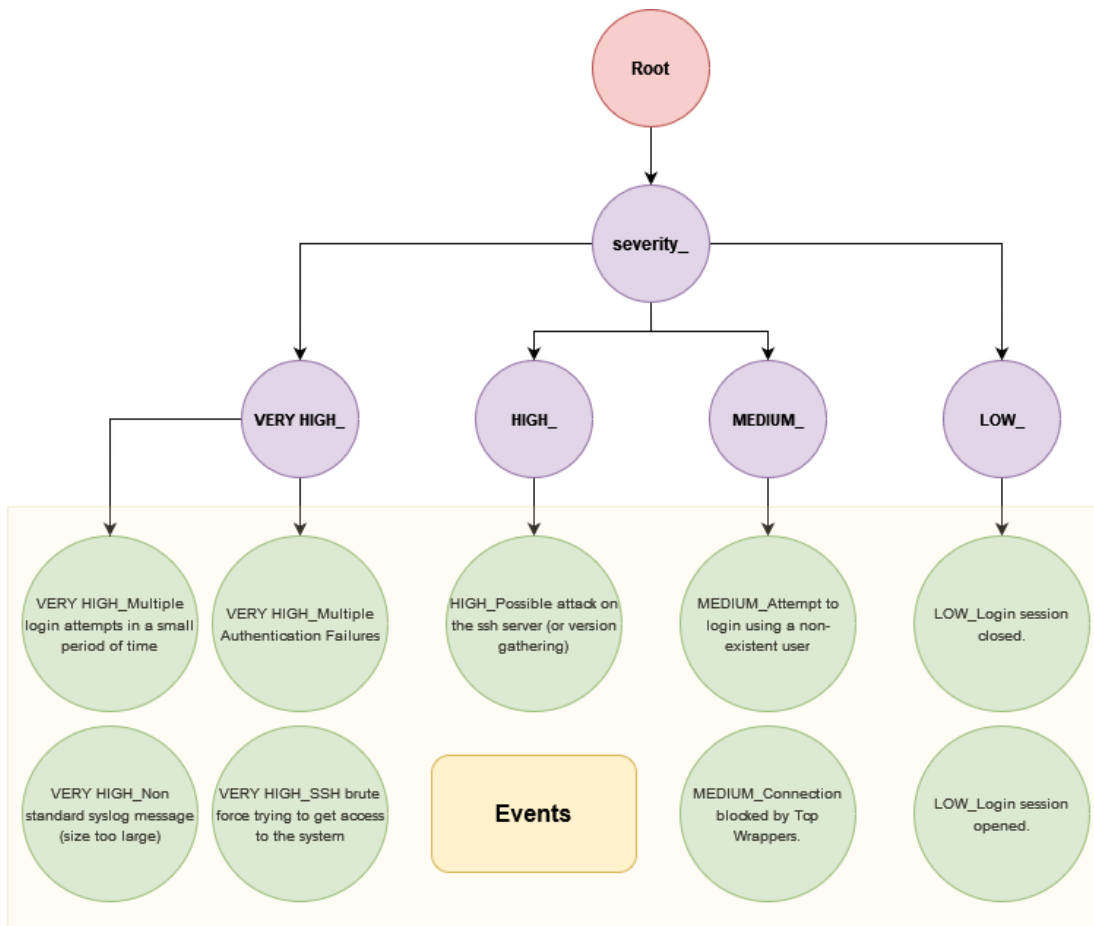 Root
severity_
VERY HIGH_
HIGH_
MEDIUM_
LOW_
VERY HIGH_Multiple
login attempts in a small
period of time
VERY HIGH_Multiple
Authentication Failures
HIGH_Possible attack on
the ssh server (or version
gathering)
MEDIUM_Attempt to
login using a non-
existent user
LOW_Login session
closed.
VERY HIGH_Non
standard syslog message
(size too large)
VERY HIGH_SSH brute
force trying to get access
to the system
Events
MEDIUM_Connection
blocked by Tcp
Wrappers.
LOW_Login session
opened.